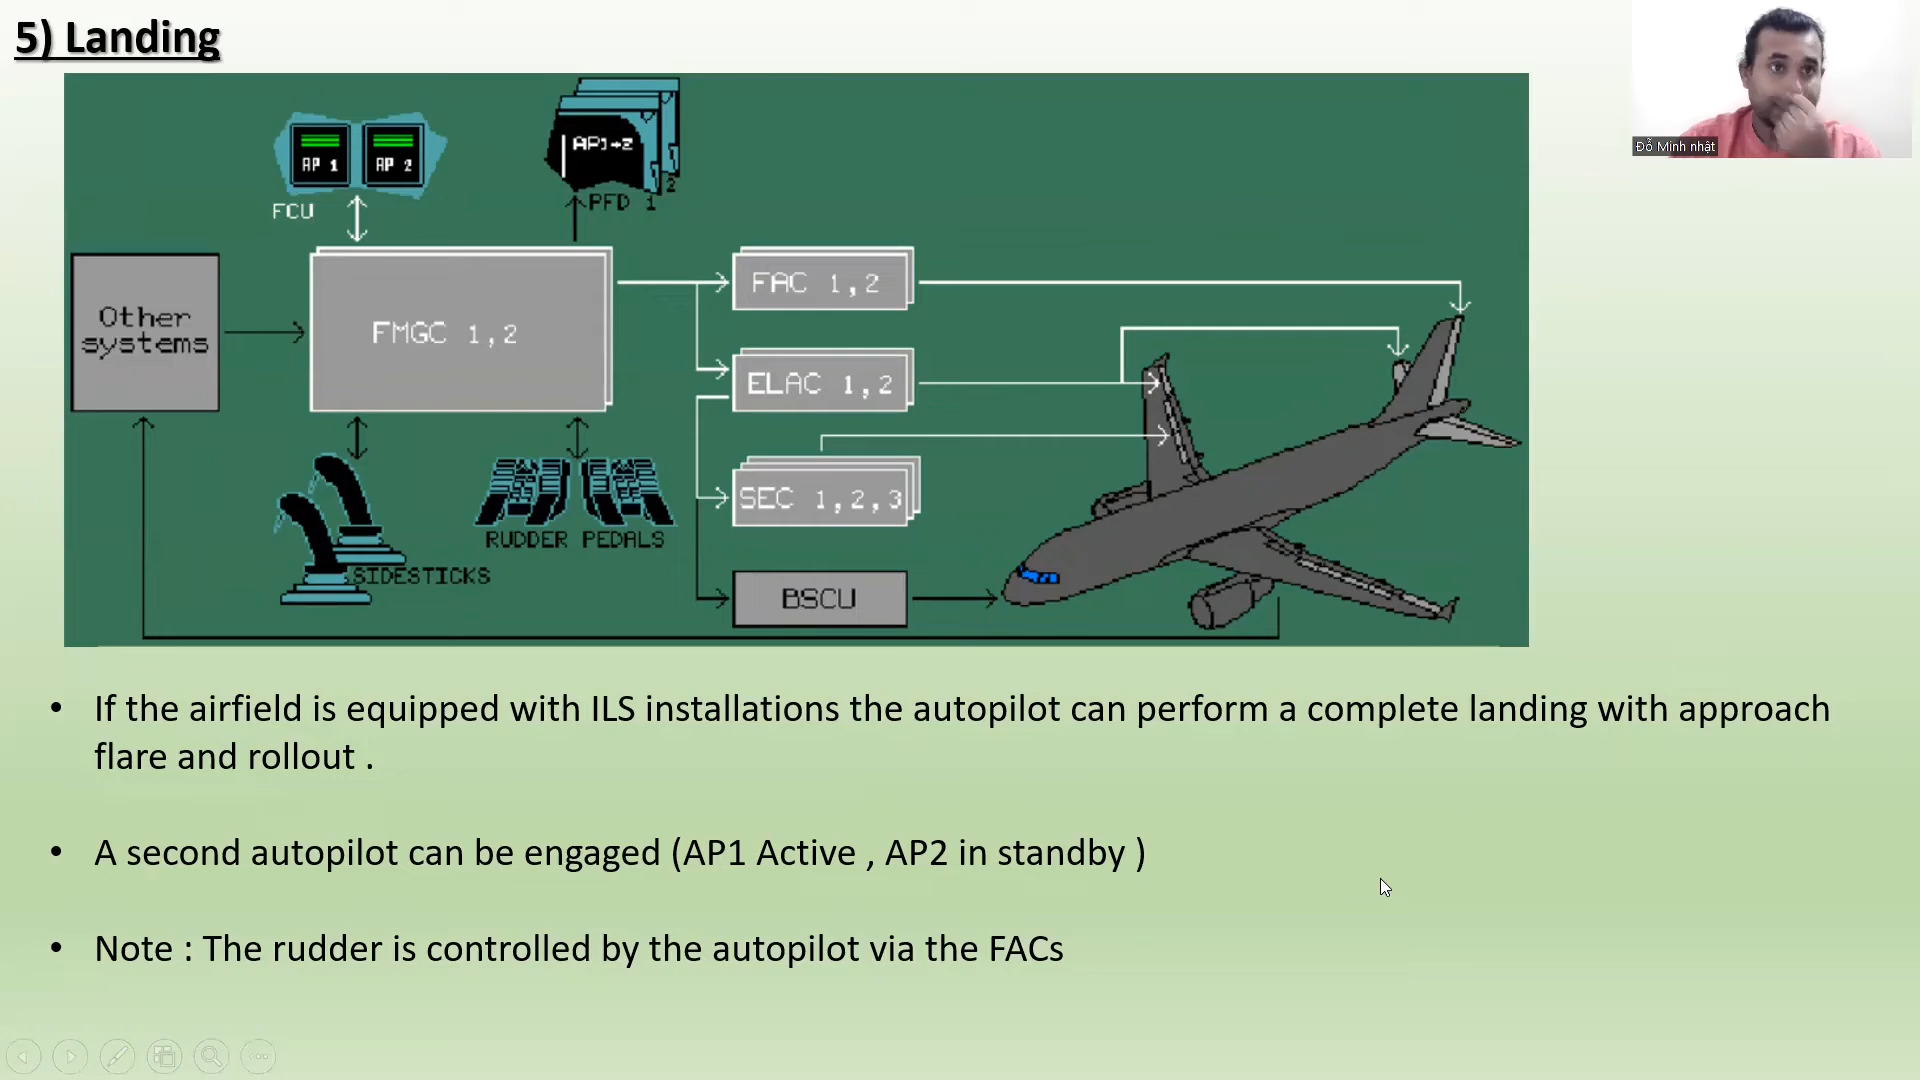 5) Landing
Đỗ Minh nhật
AP 1
AP 2
FCU
AP1+2
2
PFD 1
Other
systems
FMGC 1,2
FAC 1,2
ELAC 1,2
SEC 1,2,3
BSCU
SIDESTICKS
RUDDER PEDALS
• If the airfield is equipped with ILS installations the autopilot can perform a complete landing with approach
flare and rollout .
• A second autopilot can be engaged (AP1 Active , AP2 in standby )
• Note : The rudder is controlled by the autopilot via the FACs